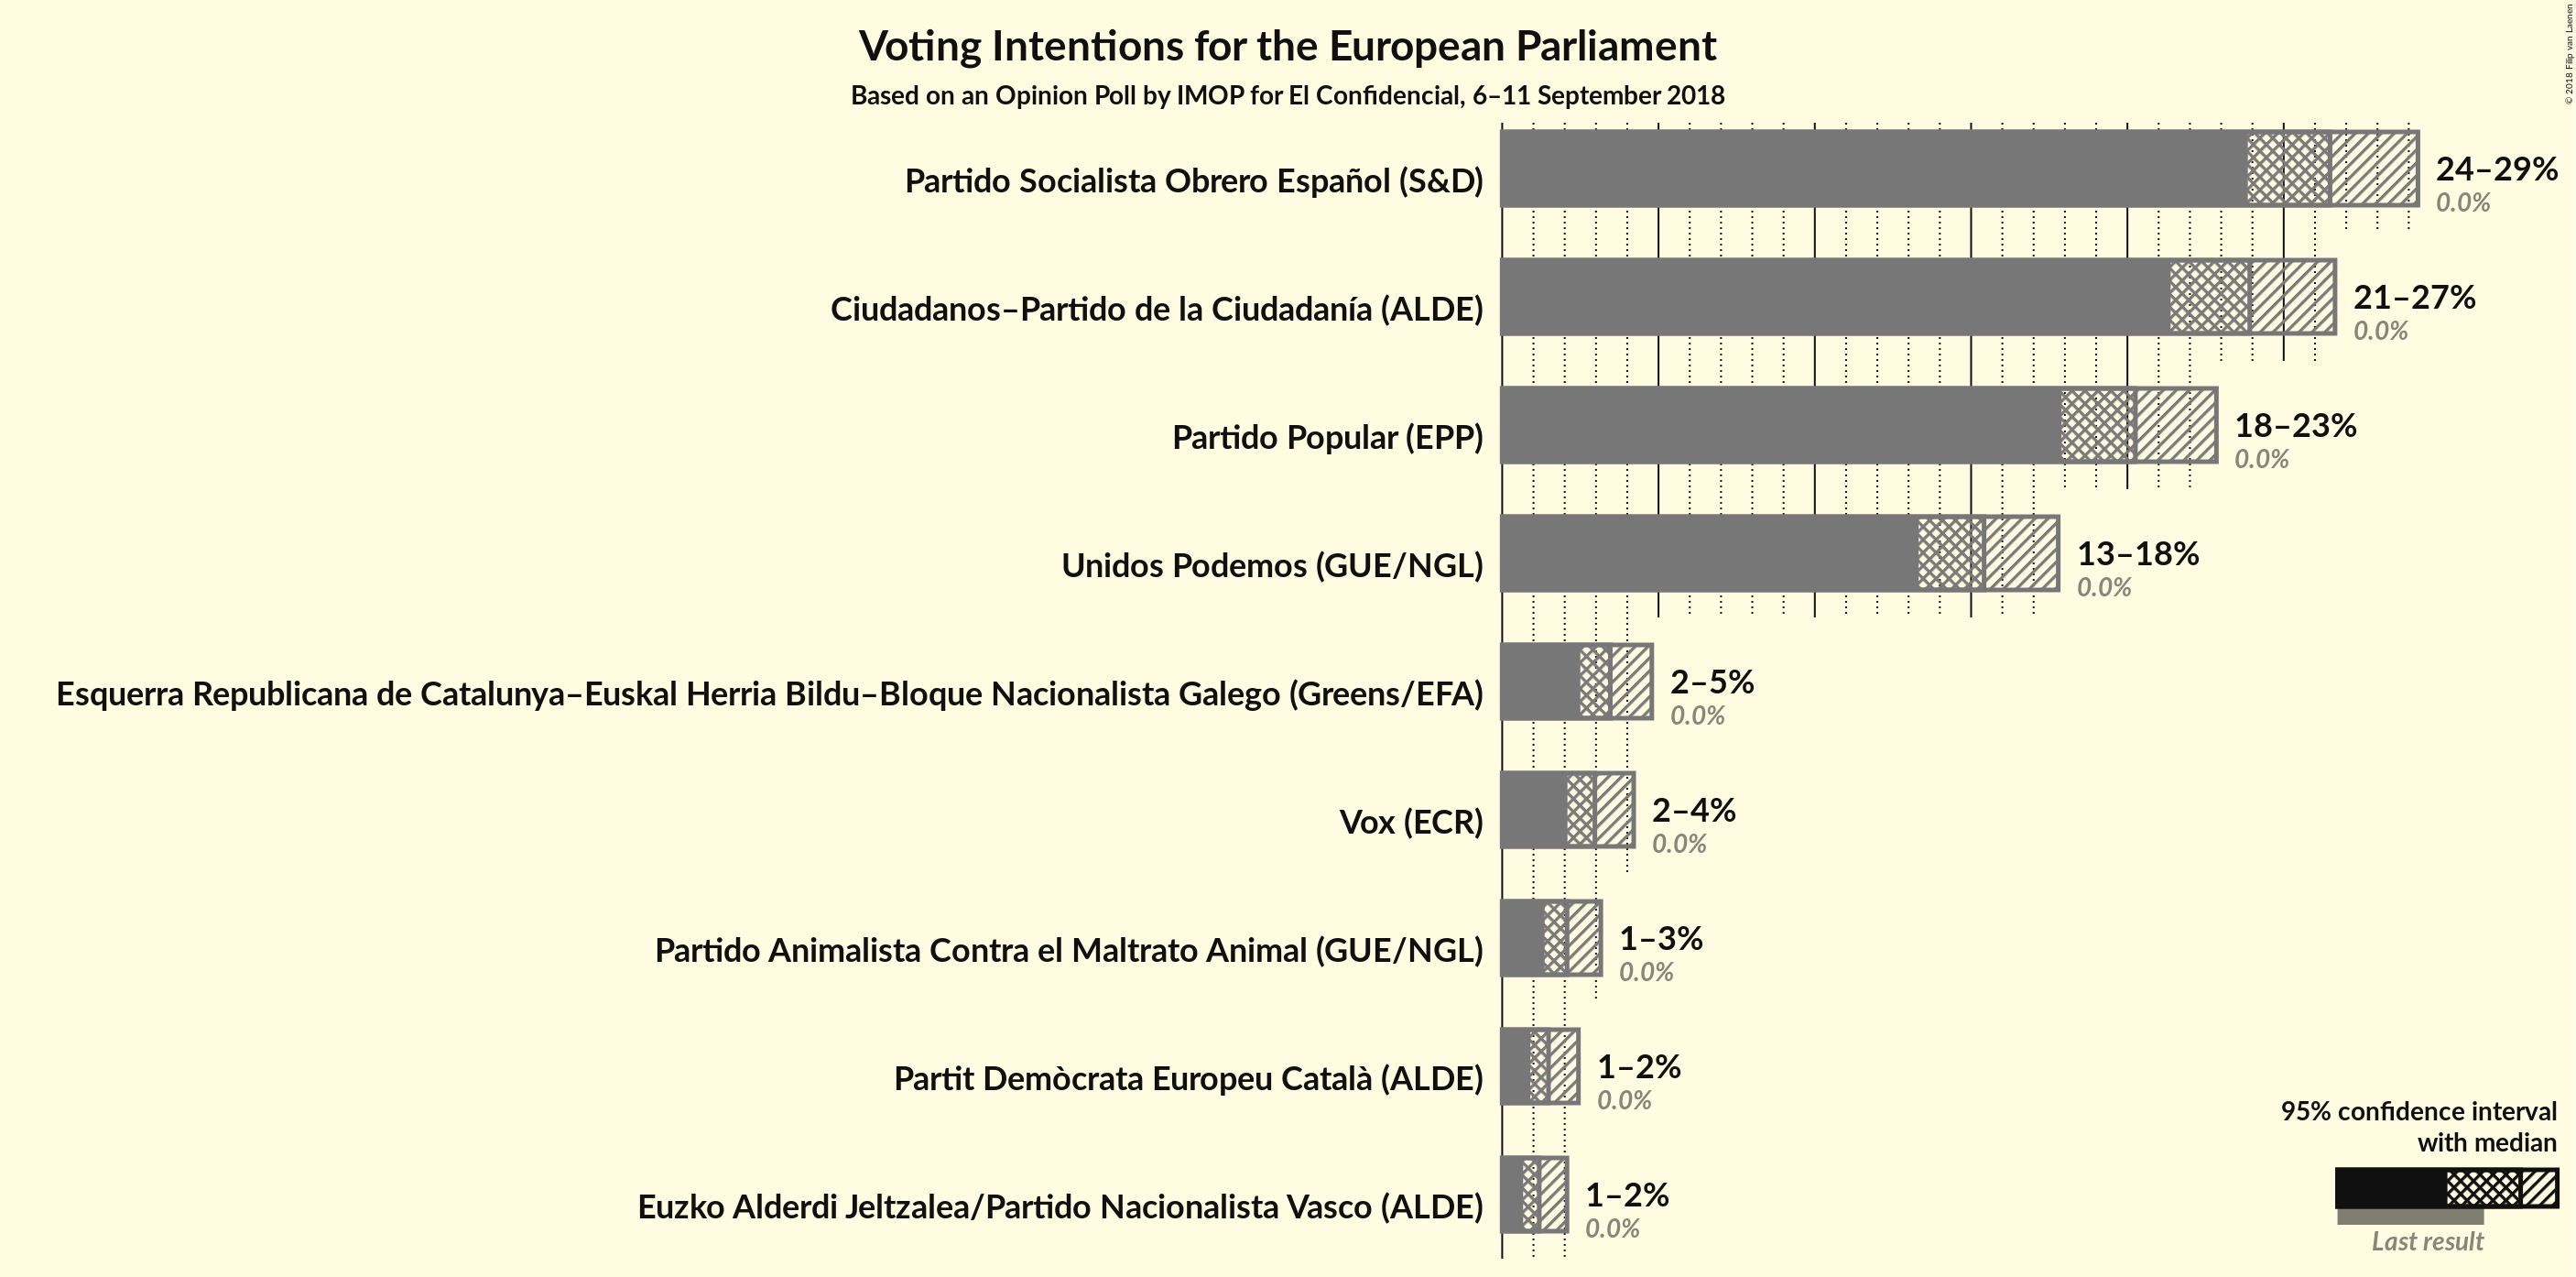 Voting Intentions for the European Parliament
Based on an Opinion Poll by IMOP for El Confidencial, 6–11 September 2018
© 2018 Filip van Laenen
Partido Socialista Obrero Español (S&D)
24–29%
0.0%
Ciudadanos–Partido de la Ciudadanía (ALDE)
21–27%
0.0%
Partido Popular (EPP)
18–23%
0.0%
Unidos Podemos (GUE/NGL)
13–18%
0.0%
Esquerra Republicana de Catalunya–Euskal Herria Bildu–Bloque Nacionalista Galego (Greens/EFA)
2–5%
0.0%
Vox (ECR)
2–4%
0.0%
Partido Animalista Contra el Maltrato Animal (GUE/NGL)
1–3%
0.0%
Partit Demòcrata Europeu Català (ALDE)
1–2%
0.0%
Euzko Alderdi Jeltzalea/Partido Nacionalista Vasco (ALDE)
1–2%
0.0%
95% confidence interval
with median
Last result